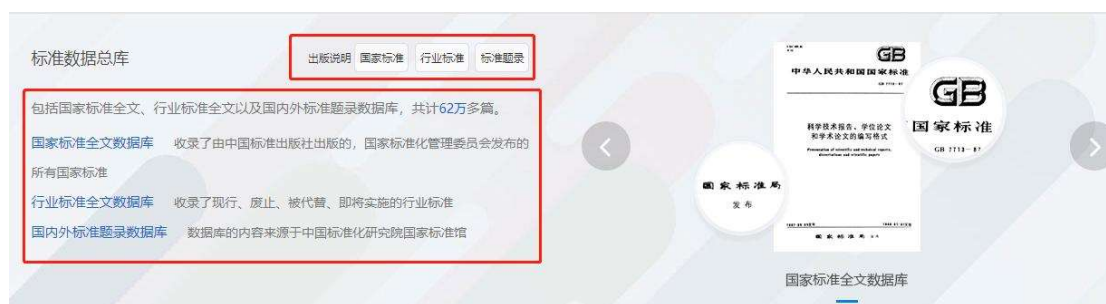 标准数据总库
出版说明 国家标准 行业标准 标准题录
包括国家标准全文、行业标准全文以及国内外标准题录数据库，共计62万多篇。
国家标准全文数据库 收录了由中国标准出版社出版的，国家标准化管理委员会发布的
所有国家标准
行业标准全文数据库 收录了现行、废止、被代替、即将实施的行业标准
国内外标准题录数据库 数据库的内容来源于中国标准化研究院国家标准馆
GB
中华人民共和国国家标准
科学技术报告、学位论文
和学术论文的编写格式
GB
国家标准
GB 7713—87
国家标准局
发布
国家标准局
国家标准全文数据库